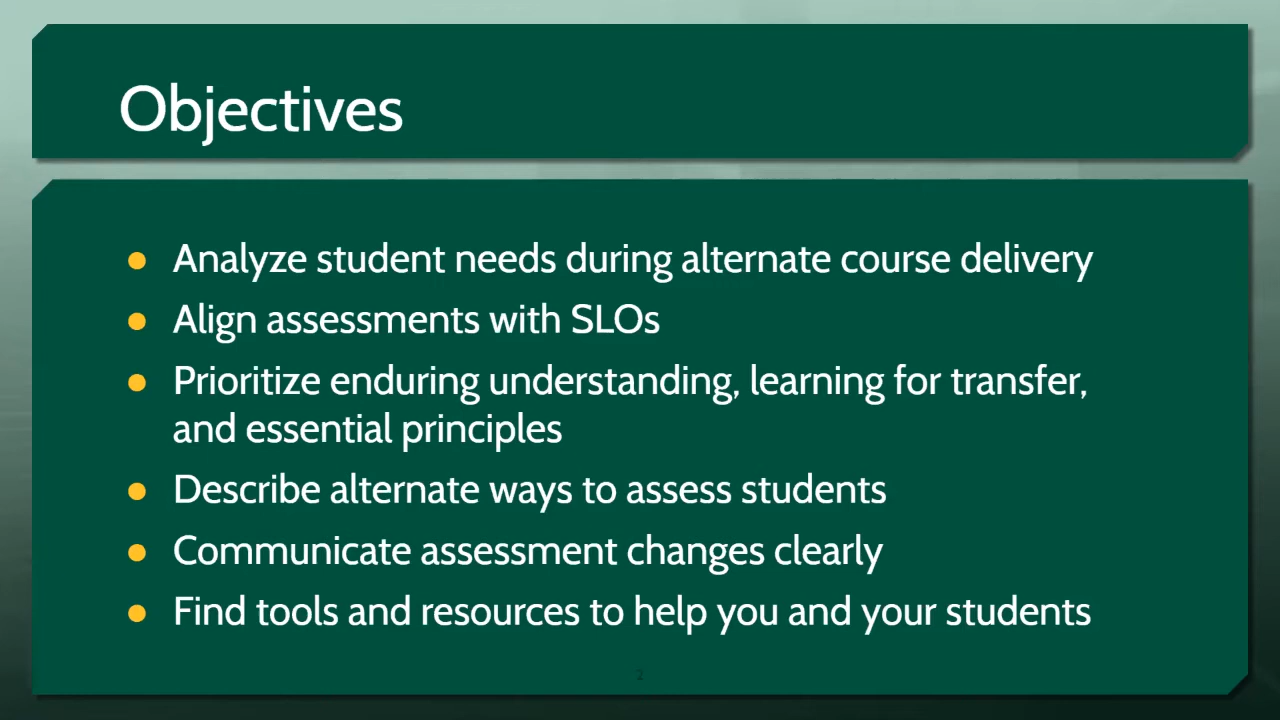 Objectives
Analyze student needs during alternate course delivery
Align assessments with SLOs
Prioritize enduring understanding, learning for transfer,
and essential principles
Describe alternate ways to assess students
Communicate assessment changes clearly
Find tools and resources to help you and your students
2